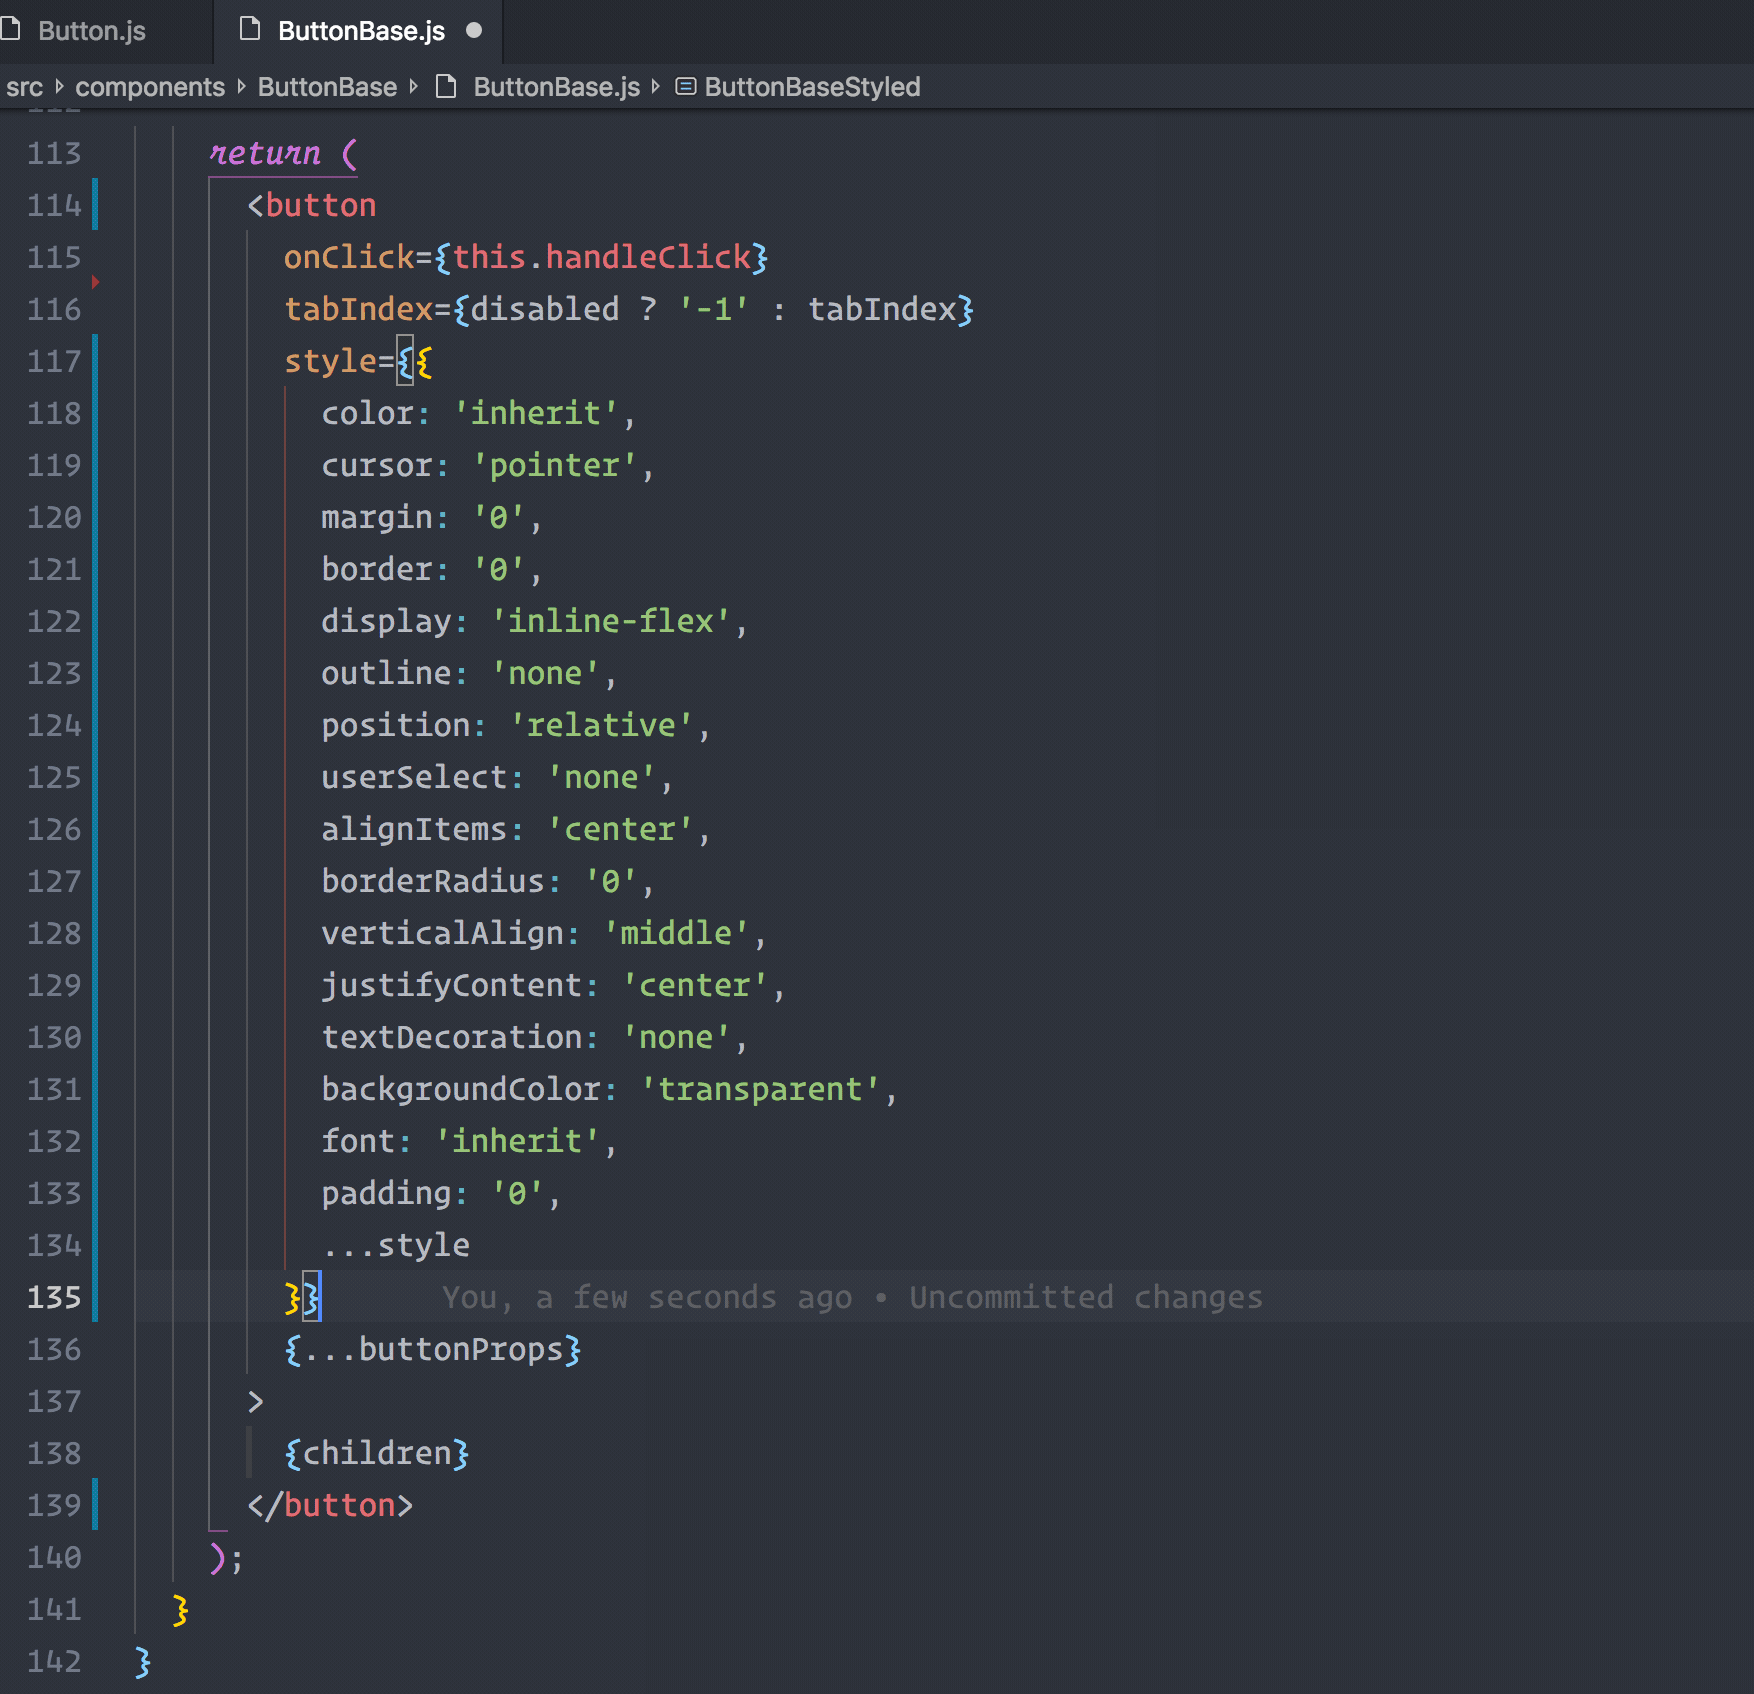 Button.js ButtonBase.js
src components ButtonBase ButtonBase.js ButtonBaseStyled
112
113 return (
114 <button
115 onClick={this.handleClick}
116 tabIndex={disabled ? '-1' : tabIndex}
117 style={{
118 color: 'inherit',
119 cursor: 'pointer',
120 margin: '0',
121 border: '0',
122 display: 'inline-flex',
123 outline: 'none',
124 position: 'relative',
125 userSelect: 'none',
126 alignItems: 'center',
127 borderRadius: '0',
128 verticalAlign: 'middle',
129 justifyContent: 'center',
130 textDecoration: 'none',
131 backgroundColor: 'transparent',
132 font: 'inherit',
133 padding: '0',
134 ...style
135 }} You, a few seconds ago • Uncommitted changes
136 {...buttonProps}
137 >
138 {children}
139 </button>
140 );
141 }
142 }